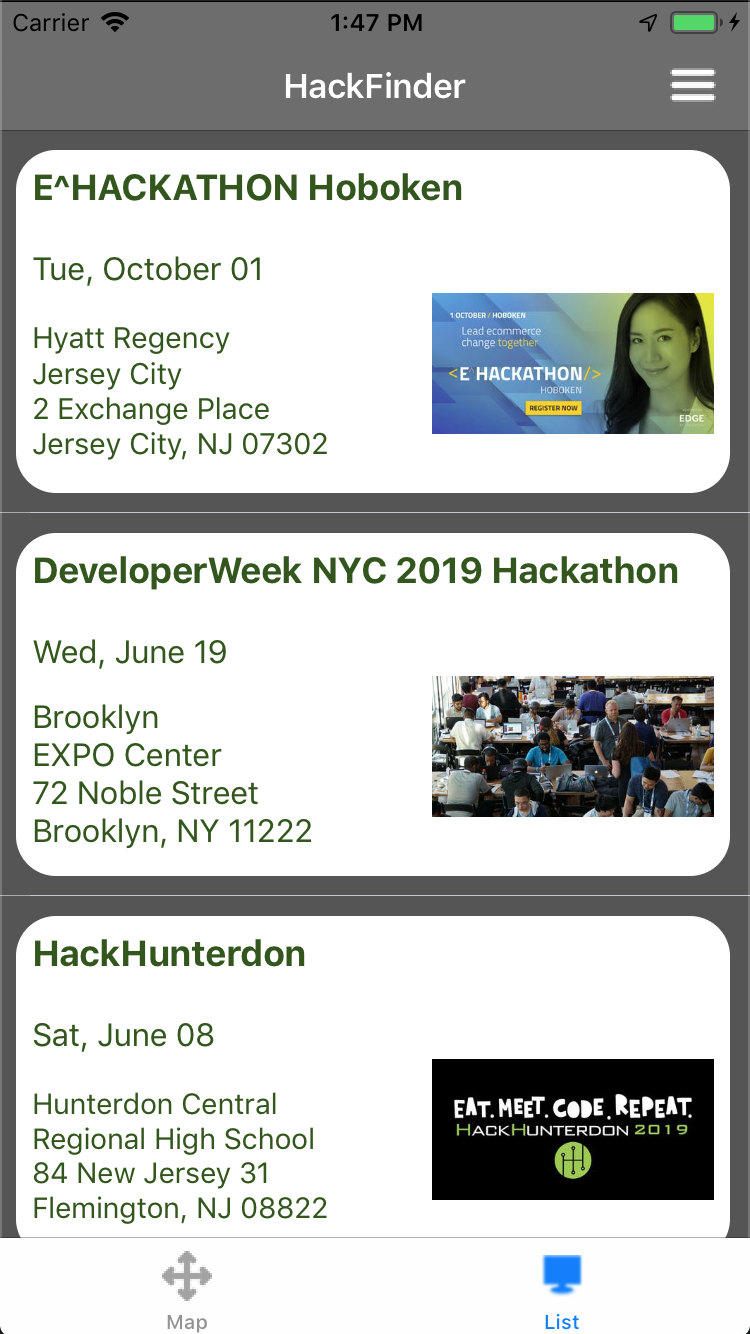 Carrier 1:47 PM
HackFinder
E^HACKATHON Hoboken
Tue, October 01
Hyatt Regency
Jersey City
2 Exchange Place
Jersey City, NJ 07302
1 OCTOBER / HOBOKEN
Lead ecommerce
change together
<E^HACKATHON/>
HOBOKEN
REGISTER NOW
EDGE
DeveloperWeek NYC 2019 Hackathon
Wed, June 19
Brooklyn
EXPO Center
72 Noble Street
Brooklyn, NY 11222
HackHunterdon
Sat, June 08
Hunterdon Central
Regional High School
84 New Jersey 31
Flemington, NJ 08822
EAT. MEET. CODE. REPEAT.
HACKHUNTERDON 2019
Map List